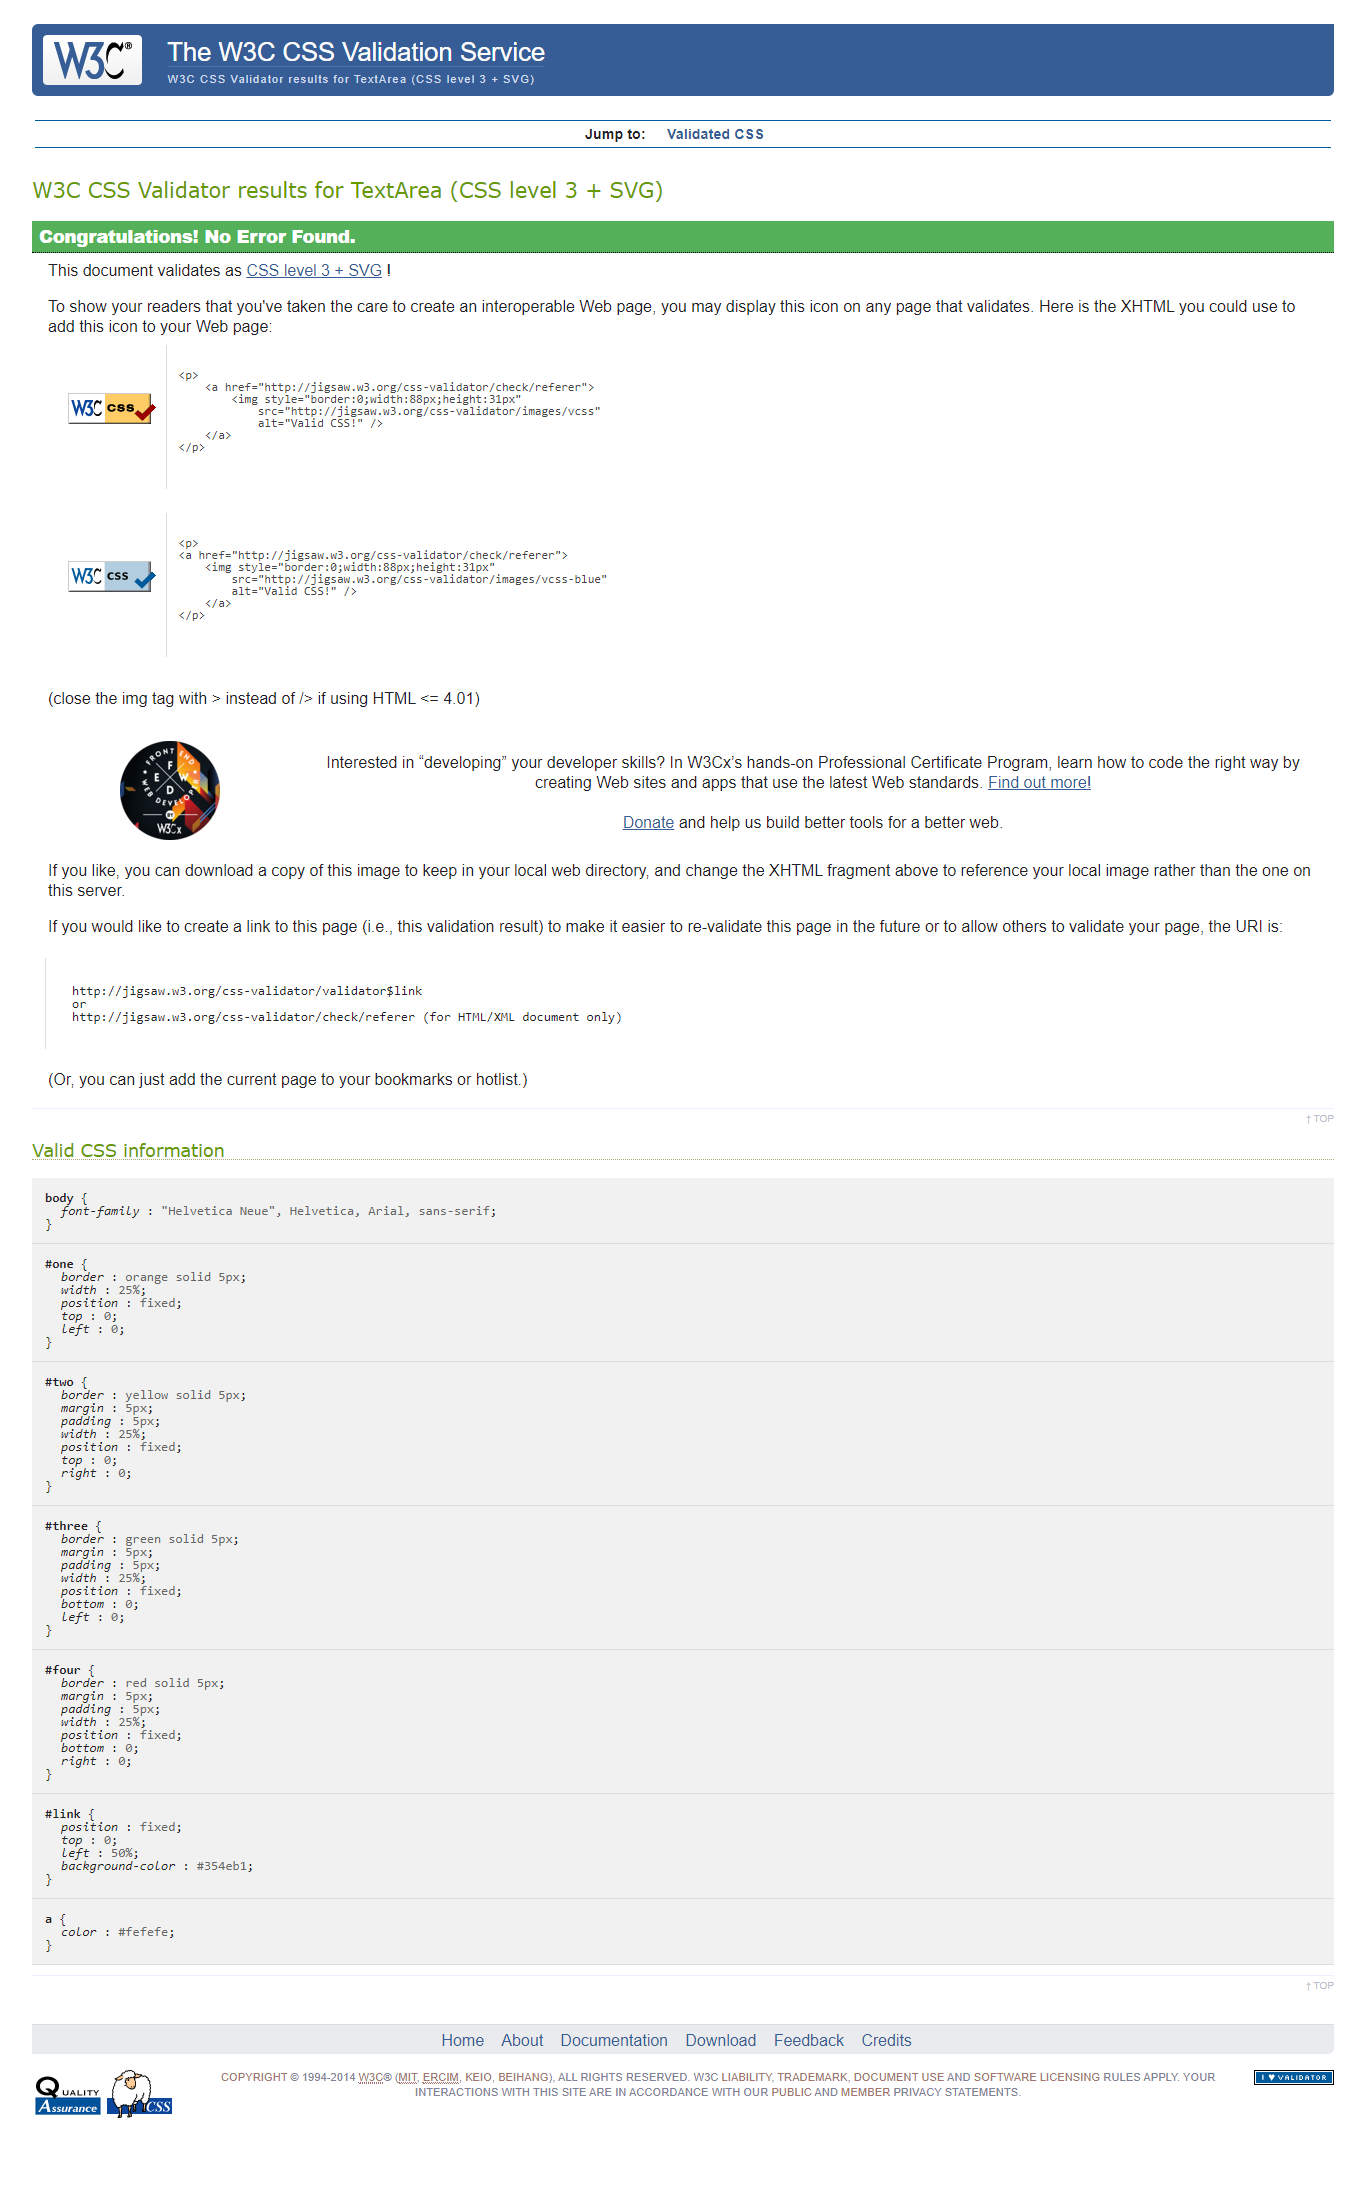 W3C®
The W3C CSS Validation Service
W3C CSS Validator results for TextArea (CSS level 3 + SVG)
Jump to: Validated CSS
W3C CSS Validator results for TextArea (CSS level 3 + SVG)
Congratulations! No Error Found.
This document validates as CSS level 3 + SVG !
To show your readers that you've taken the care to create an interoperable Web page, you may display this icon on any page that validates. Here is the XHTML you could use to
add this icon to your Web page:
<p>
    <a href="http://jigsaw.w3.org/css-validator/check/referer">
        <img style="border:0;width:88px;height:31px"
            src="http://jigsaw.w3.org/css-validator/images/vcss"
            alt="Valid CSS!" />
    </a>
</p>
W3C css
<p>
<a href="http://jigsaw.w3.org/css-validator/check/referer">
    <img style="border:0;width:88px;height:31px"
        src="http://jigsaw.w3.org/css-validator/images/vcss-blue"
        alt="Valid CSS!" />
    </a>
</p>
W3C css
(close the img tag with > instead of /> if using HTML <= 4.01)
FRONT END
E F W D
WEB DEVELOPER
BY
W3Cx
Interested in “developing” your developer skills? In W3Cx’s hands-on Professional Certificate Program, learn how to code the right way by
creating Web sites and apps that use the latest Web standards. Find out more!
Donate and help us build better tools for a better web.
If you like, you can download a copy of this image to keep in your local web directory, and change the XHTML fragment above to reference your local image rather than the one on
this server.
If you would like to create a link to this page (i.e., this validation result) to make it easier to re-validate this page in the future or to allow others to validate your page, the URI is:
http://jigsaw.w3.org/css-validator/validator$link
or
http://jigsaw.w3.org/css-validator/check/referer (for HTML/XML document only)
(Or, you can just add the current page to your bookmarks or hotlist.)
↑ TOP
Valid CSS information
body {
  font-family : "Helvetica Neue", Helvetica, Arial, sans-serif;
}
#one {
  border : orange solid 5px;
  width : 25%;
  position : fixed;
  top : 0;
  left : 0;
}
#two {
  border : yellow solid 5px;
  margin : 5px;
  padding : 5px;
  width : 25%;
  position : fixed;
  top : 0;
  right : 0;
}
#three {
  border : green solid 5px;
  margin : 5px;
  padding : 5px;
  width : 25%;
  position : fixed;
  bottom : 0;
  left : 0;
}
#four {
  border : red solid 5px;
  margin : 5px;
  padding : 5px;
  width : 25%;
  position : fixed;
  bottom : 0;
  right : 0;
}
#link {
  position : fixed;
  top : 0;
  left : 50%;
  background-color : #354eb1;
}
a {
  color : #fefefe;
}
↑ TOP
Home About Documentation Download Feedback Credits
QUALITY
Assurance
CSS
COPYRIGHT © 1994-2014 W3C® (MIT, ERCIM, KEIO, BEIHANG), ALL RIGHTS RESERVED. W3C LIABILITY, TRADEMARK, DOCUMENT USE AND SOFTWARE LICENSING RULES APPLY. YOUR
INTERACTIONS WITH THIS SITE ARE IN ACCORDANCE WITH OUR PUBLIC AND MEMBER PRIVACY STATEMENTS.
I ♥ VALIDATOR